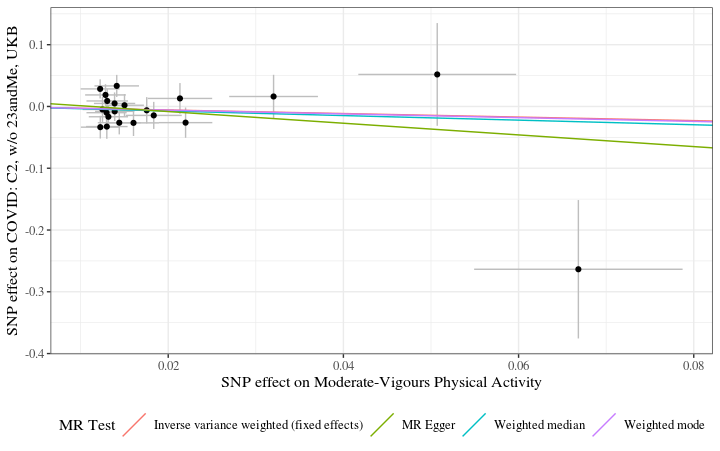 0.1
0.0
-0.1
-0.2
-0.3
-0.4
SNP effect on COVID: C2, w/o 23andMe, UKB
0.02 0.04 0.06 0.08
SNP effect on Moderate-Vigours Physical Activity
MR Test Inverse variance weighted (fixed effects) MR Egger Weighted median Weighted mode